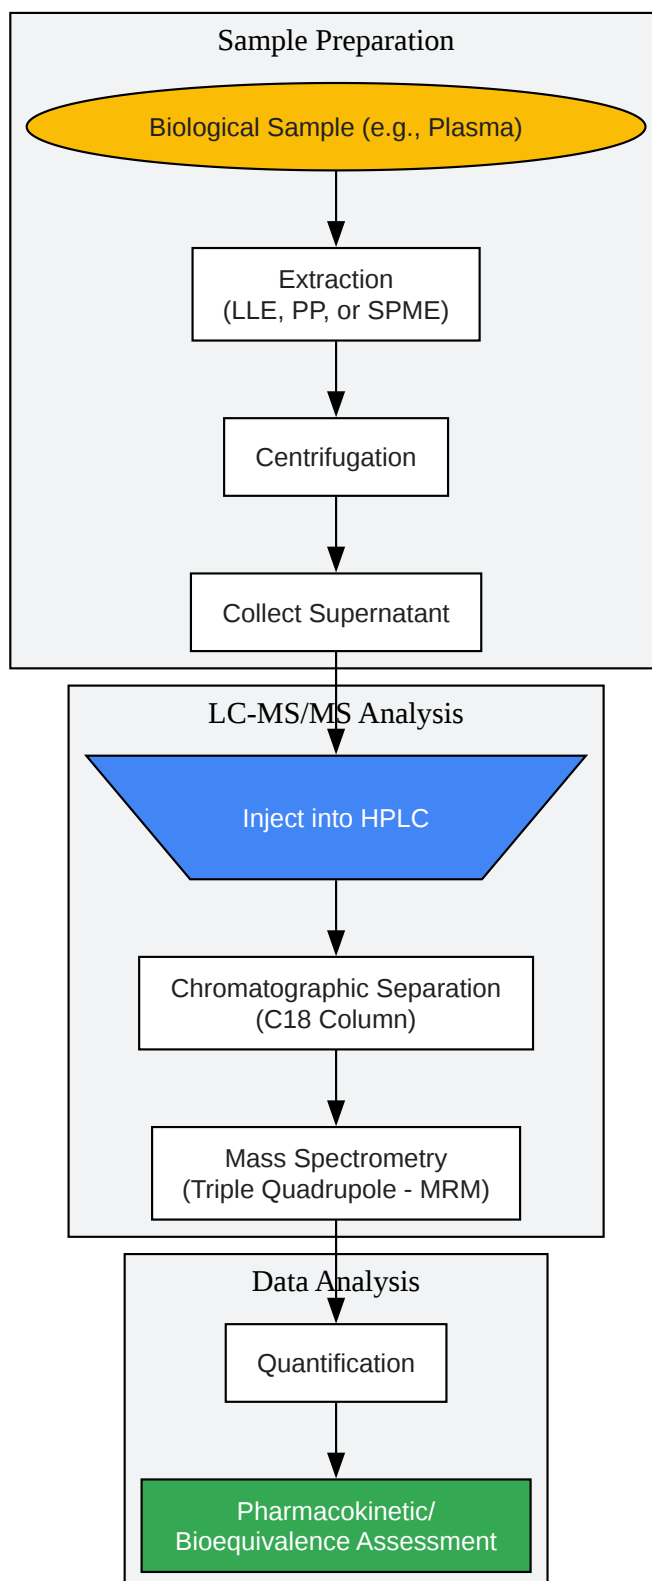 Sample Preparation
Biological Sample (e.g., Plasma)
Extraction
(LLE, PP, or SPME)
Centrifugation
Collect Supernatant
LC-MS/MS Analysis
Inject into HPLC
Chromatographic Separation
(C18 Column)
Mass Spectrometry
(Triple Quadrupole - MRM)
Data Analysis
Quantification
Pharmacokinetic/
Bioequivalence Assessment